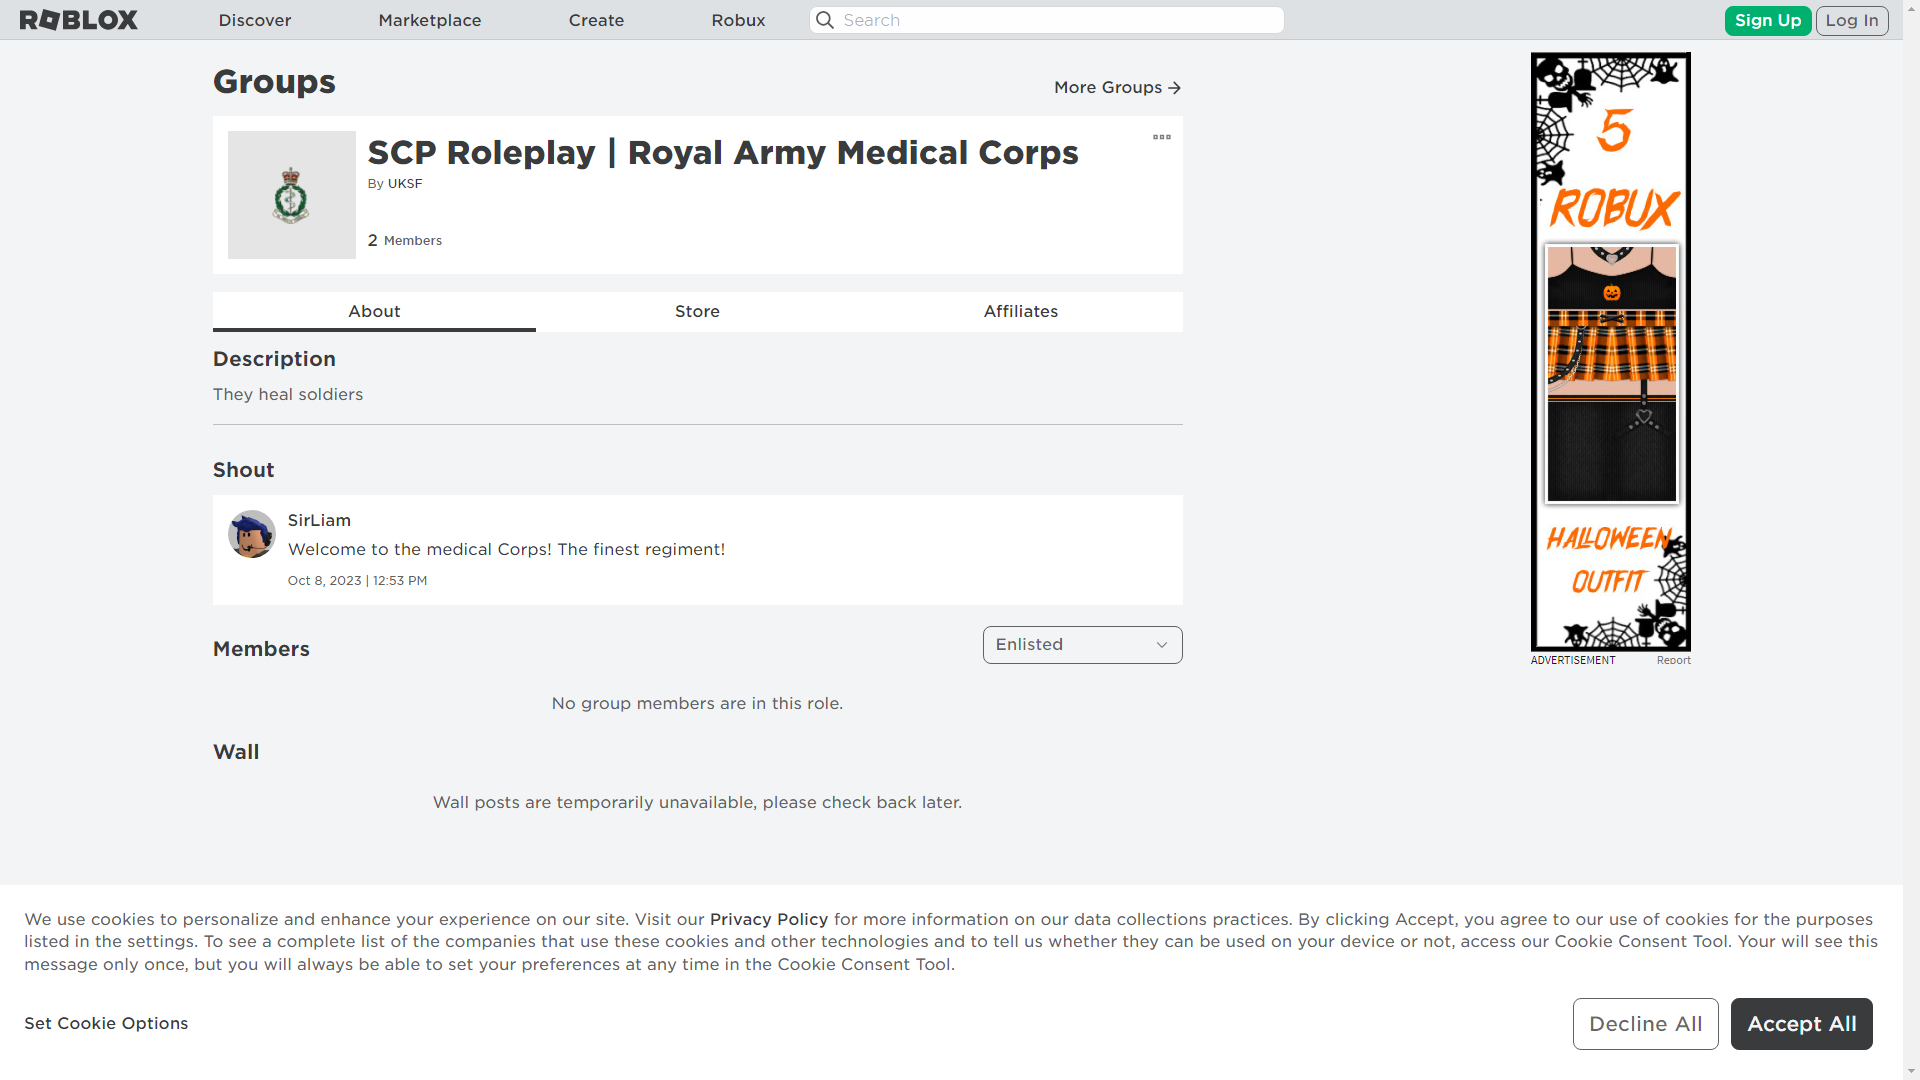 ROBLOX
Discover
Marketplace
Create
Robux
Search
Sign Up
Log In
Groups
More Groups
SCP Roleplay | Royal Army Medical Corps
By UKSF
2 Members
About
Store
Affiliates
Description
They heal soldiers
Shout
SirLiam
Welcome to the medical Corps! The finest regiment!
Oct 8, 2023 | 12:53 PM
Members
Enlisted
No group members are in this role.
Wall
Wall posts are temporarily unavailable, please check back later.
5
ROBUX
HALLOWEEN
OUTFIT
ADVERTISEMENT
Report
We use cookies to personalize and enhance your experience on our site. Visit our Privacy Policy for more information on our data collections practices. By clicking Accept, you agree to our use of cookies for the purposes
listed in the settings. To see a complete list of the companies that use these cookies and other technologies and to tell us whether they can be used on your device or not, access our Cookie Consent Tool. Your will see this
message only once, but you will always be able to set your preferences at any time in the Cookie Consent Tool.
Set Cookie Options
Decline All
Accept All